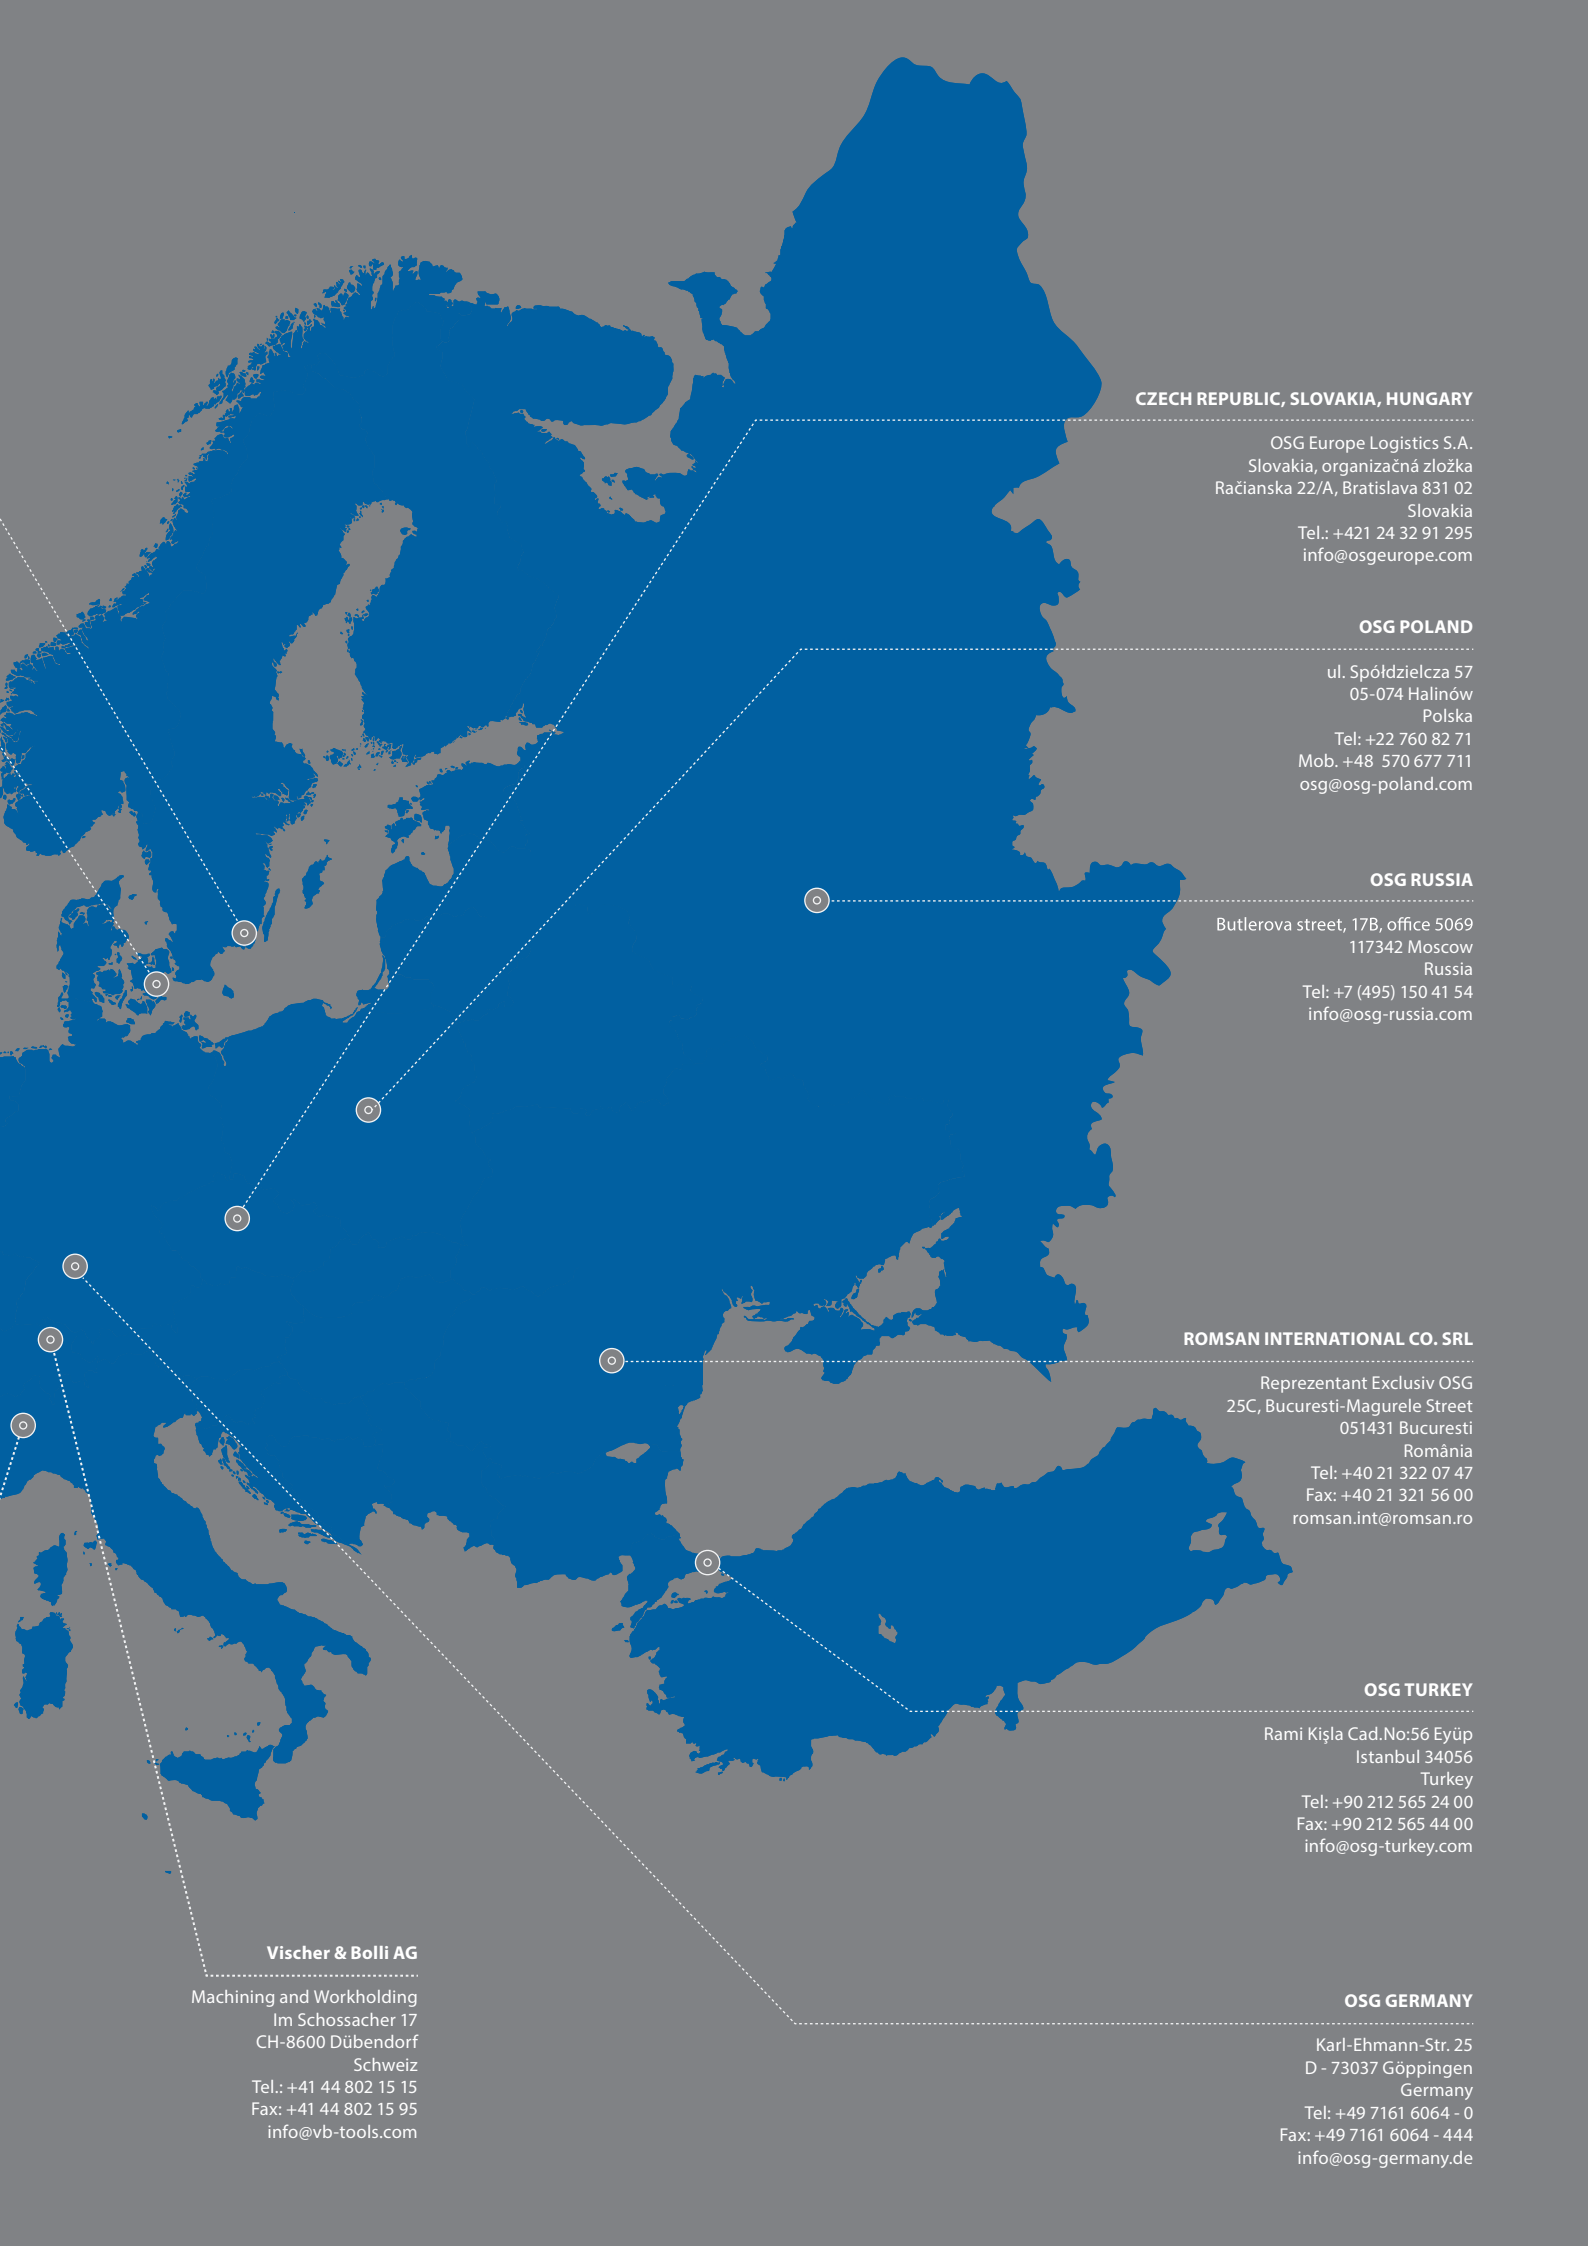 CZECH REPUBLIC, SLOVAKIA, HUNGARY
OSG Europe Logistics S.A.
Slovakia, organizačná zložka
Račianska 22/A, Bratislava 831 02
Slovakia
Tel.: +421 24 32 91 295
info@osgeurope.com
OSG POLAND
ul. Spółdzielcza 57
05-074 Halinów
Polska
Tel: +22 760 82 71
Mob. +48 570 677 711
osg@osg-poland.com
OSG RUSSIA
Butlerova street, 17B, office 5069
117342 Moscow
Russia
Tel: +7 (495) 150 41 54
info@osg-russia.com
ROMSAN INTERNATIONAL CO. SRL
Reprezentant Exclusiv OSG
25C, Bucuresti-Magurele Street
051431 Bucuresti
România
Tel: +40 21 322 07 47
Fax: +40 21 321 56 00
romsan.int@romsan.ro
OSG TURKEY
Rami Kişla Cad.No:56 Eyüp
Istanbul 34056
Turkey
Tel: +90 212 565 24 00
Fax: +90 212 565 44 00
info@osg-turkey.com
Vischer & Bolli AG
Machining and Workholding
Im Schossacher 17
CH-8600 Dübendorf
Schweiz
Tel.: +41 44 802 15 15
Fax: +41 44 802 15 95
info@vb-tools.com
OSG GERMANY
Karl-Ehmann-Str. 25
D - 73037 Göppingen
Germany
Tel: +49 7161 6064 - 0
Fax: +49 7161 6064 - 444
info@osg-germany.de